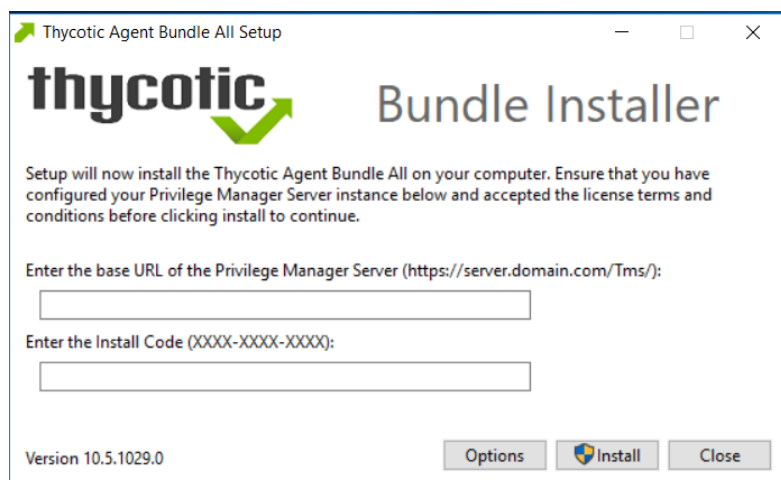 Thycotic Agent Bundle All Setup
thycotic
Bundle Installer
Setup will now install the Thycotic Agent Bundle All on your computer. Ensure that you have
configured your Privilege Manager Server instance below and accepted the license terms and
conditions before clicking install to continue.
Enter the base URL of the Privilege Manager Server (https://server.domain.com/Tms/):
Enter the Install Code (XXXX-XXXX-XXXX):
Version 10.5.1029.0
Options
Install
Close